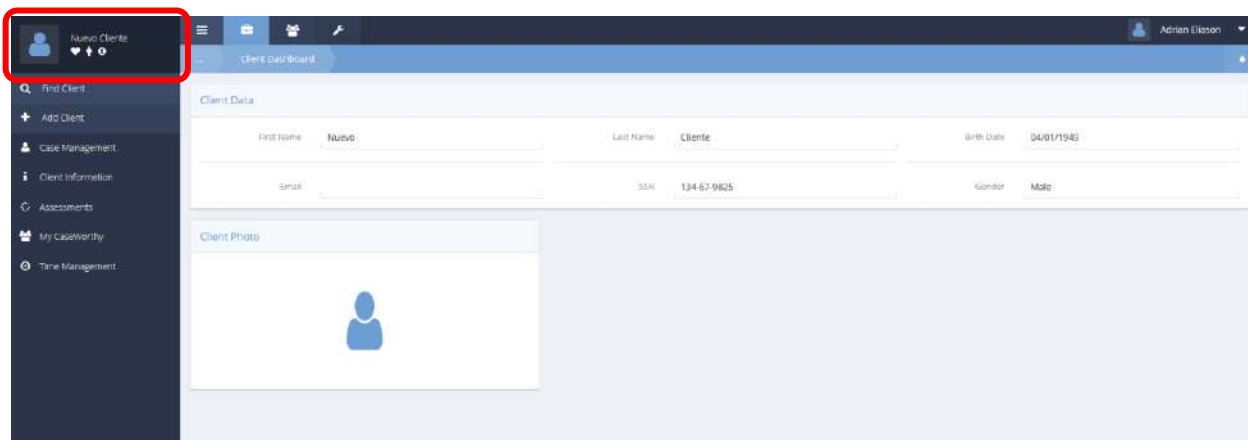 Nuevo Cliente
Adrian Eliason
... Client Dashboard
Find Client
Add Client
Case Management
Client Information
Assessments
My CaseWorthy
Time Management
Client Data
First Name Nuevo Last Name Cliente Birth Date 04/01/1949
Email SSN 134-67-9825 Gender Male
Client Photo